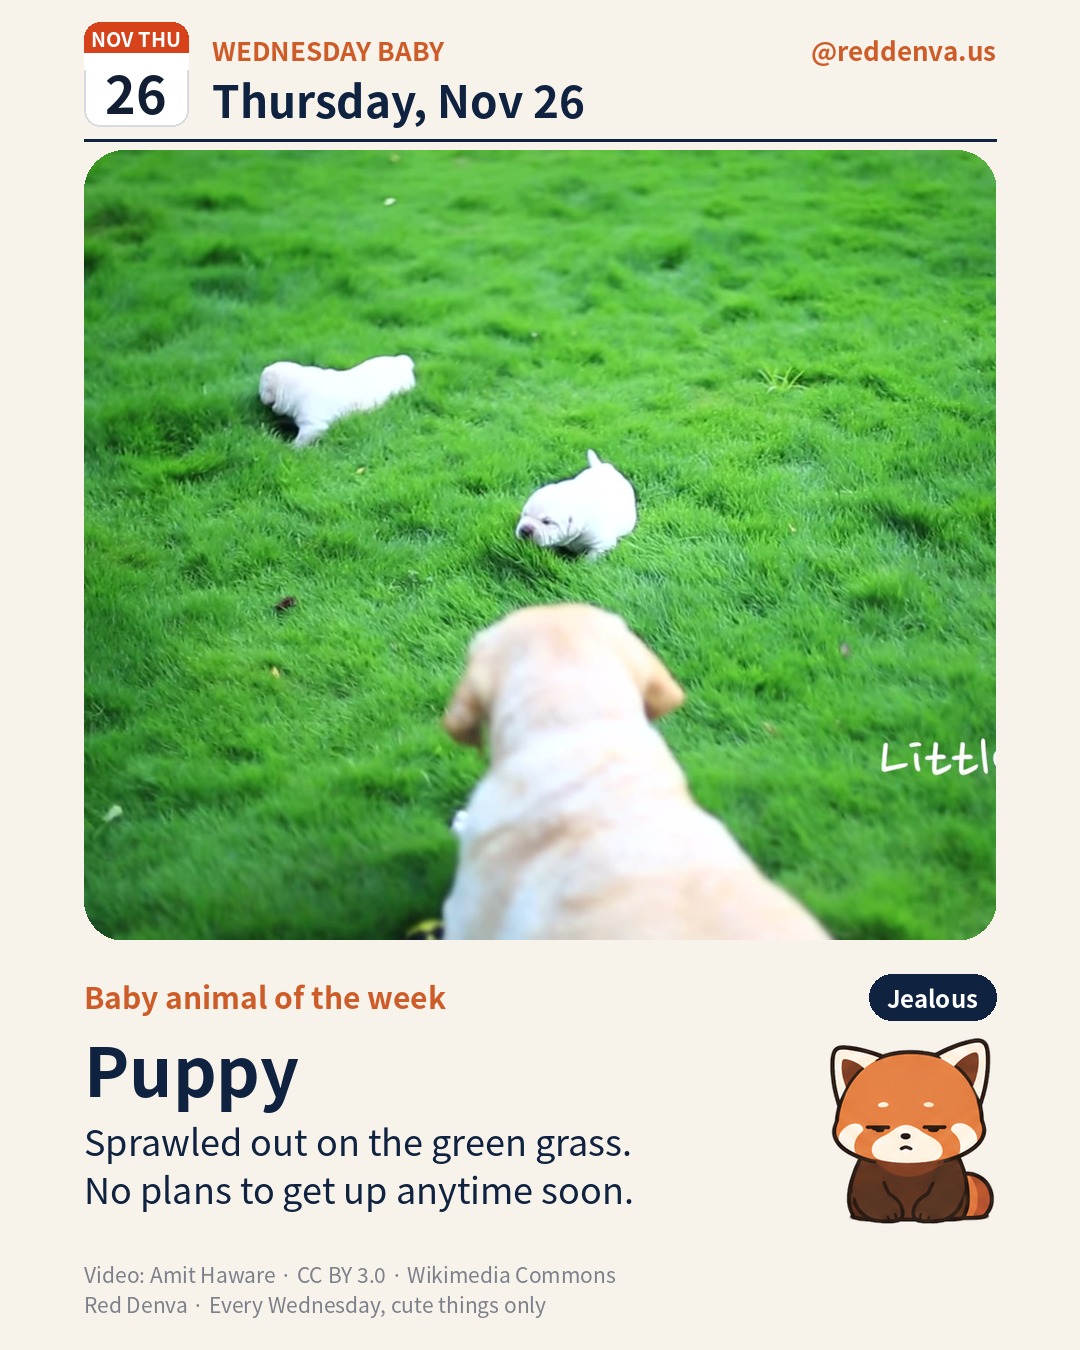 NOV THU
26
WEDNESDAY BABY
Thursday, Nov 26
@reddenva.us
Baby animal of the week
Jealous
Puppy
Sprawled out on the green grass.
No plans to get up anytime soon.
Video: Amit Haware · CC BY 3.0 · Wikimedia Commons
Red Denva · Every Wednesday, cute things only